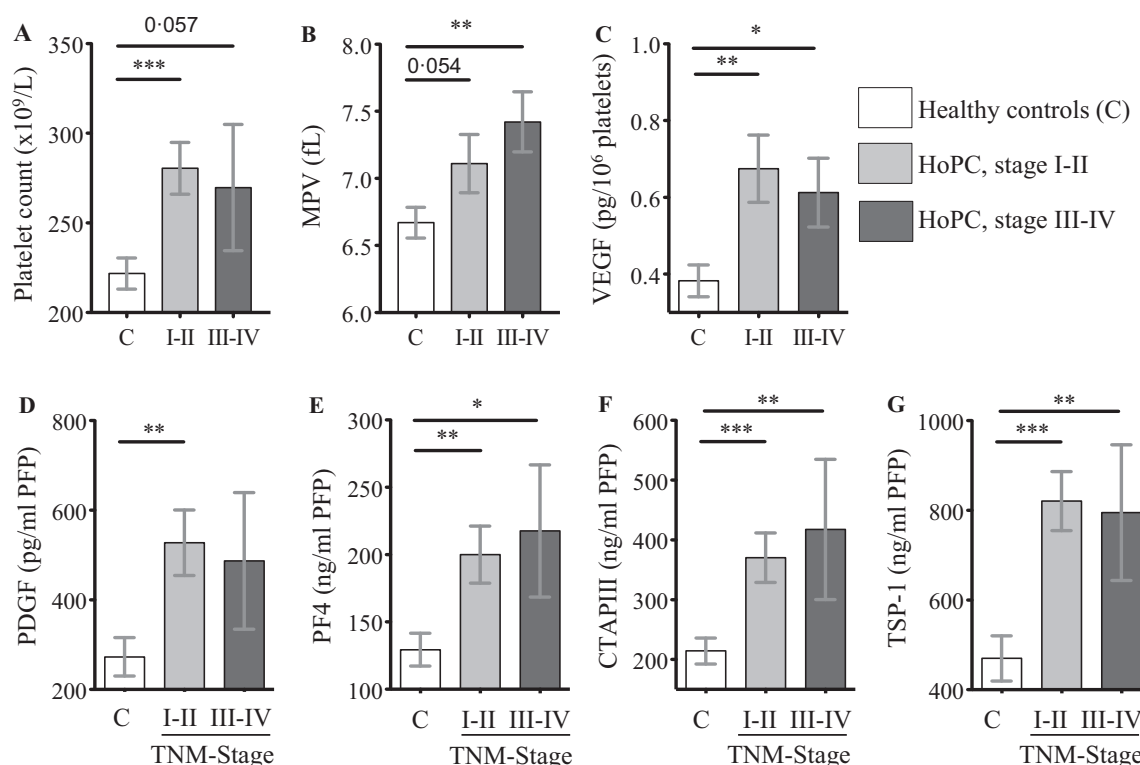 A
Platelet count (x10⁹/L)
350
300
250
200
0·057
***
C I-II III-IV
B
MPV (fL)
8.0
7.5
7.0
6.5
6.0
**
0·054
C I-II III-IV
C
VEGF (pg/10⁶ platelets)
1.0
0.8
0.6
0.4
*
**
C I-II III-IV
Healthy controls (C)
HoPC, stage I-II
HoPC, stage III-IV
D
PDGF (pg/ml PFP)
800
600
400
200
**
C I-II III-IV
TNM-Stage
E
PF4 (ng/ml PFP)
300
250
200
150
100
*
**
C I-II III-IV
TNM-Stage
F
CTAPIII (ng/ml PFP)
600
500
400
300
200
**
***
C I-II III-IV
TNM-Stage
G
TSP-1 (ng/ml PFP)
1000
800
600
400
**
***
C I-II III-IV
TNM-Stage